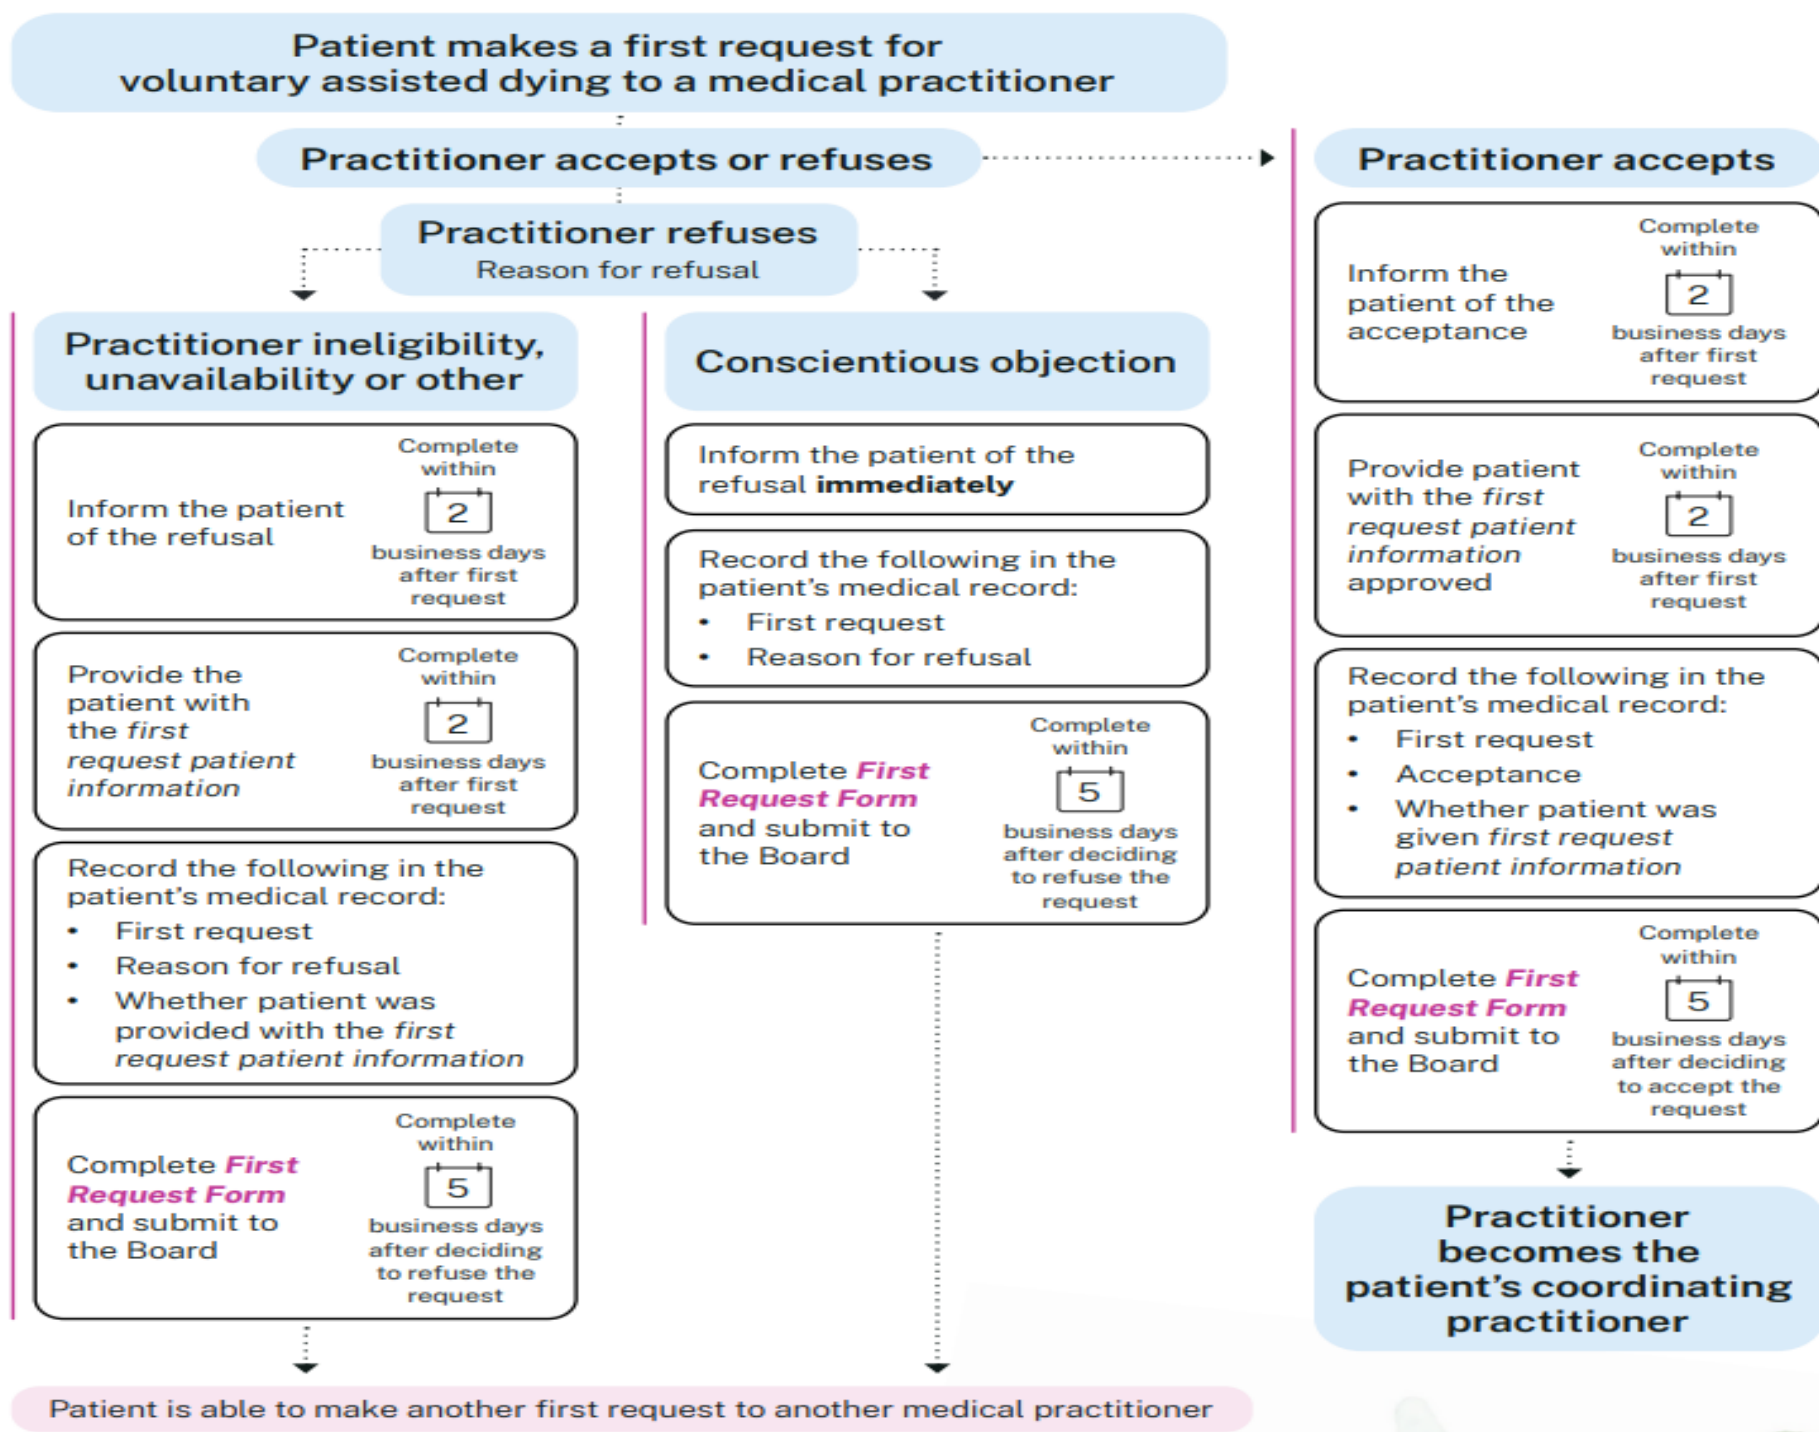 Patient makes a first request for
voluntary assisted dying to a medical practitioner
Practitioner accepts or refuses
Practitioner refuses
Reason for refusal
Practitioner ineligibility,
unavailability or other
Inform the patient
of the refusal
Complete
within
2
business days
after first
request
Provide the
patient with
the first
request patient
information
Complete
within
2
business days
after first
request
Record the following in the
patient's medical record:
• First request
• Reason for refusal
• Whether patient was
provided with the first
request patient information
Complete First
Request Form
and submit to
the Board
Complete
within
5
business days
after deciding
to refuse the
request
Conscientious objection
Inform the patient of the
refusal immediately
Record the following in the
patient's medical record:
• First request
• Reason for refusal
Complete First
Request Form
and submit to
the Board
Complete
within
5
business days
after deciding
to refuse the
request
Patient is able to make another first request to another medical practitioner
Practitioner accepts
Inform the
patient of the
acceptance
Complete
within
2
business days
after first
request
Provide patient
with the first
request patient
information
approved
Complete
within
2
business days
after first
request
Record the following in the
patient's medical record:
• First request
• Acceptance
• Whether patient was
given first request
patient information
Complete First
Request Form
and submit to
the Board
Complete
within
5
business days
after deciding
to accept the
request
Practitioner
becomes the
patient's coordinating
practitioner